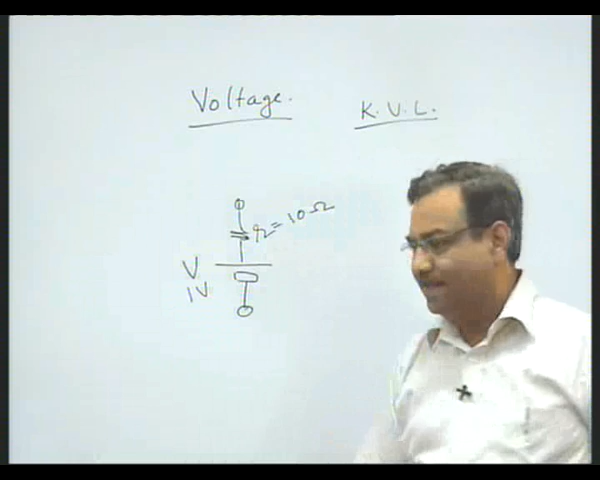 Voltage.
K. V. L.
r = 10 Ω
V
1V